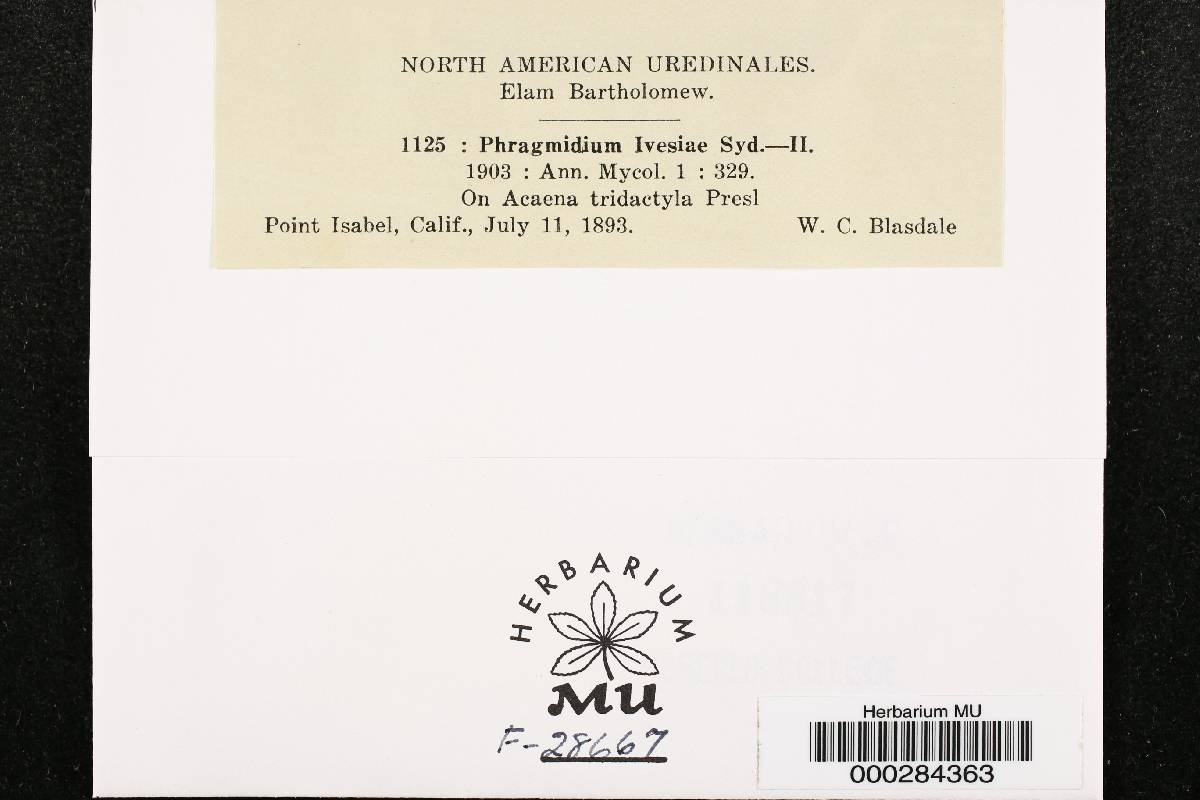 NORTH AMERICAN UREDINALES.
Elam Bartholomew.
1125 : Phragmidium Ivesiae Syd.—II.
1903 : Ann. Mycol. 1 : 329.
On Acaena tridactyla Presl
Point Isabel, Calif., July 11, 1893. W. C. Blasdale
HERBARIUM
MU
F-28667
Herbarium MU
000284363